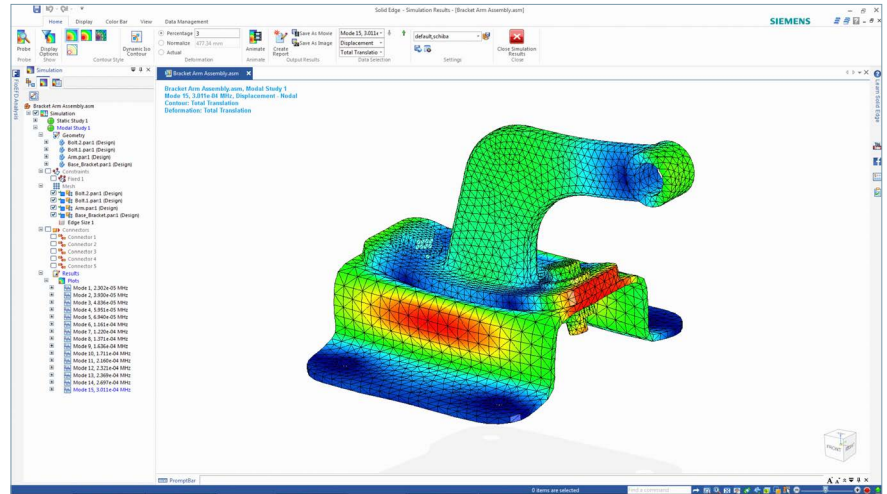 Solid Edge - Simulation Results - [Bracket Arm Assembly.asm]
Home Display Color Bar View Data Management
SIEMENS
Percentage 3
Normalize 677.24 mm
Actual
Probe
Display Options
Dynamic Iso Contour
Animate
Create Report
Save As Movie
Save As Image
Mode 15, 3.011e
Displacement
Total Translatio
default,schiba
Close Simulation Results
Probe Show Contour Style Deformation Animate Output Results Data Selection Settings Close
Simulation
Bracket Arm Assembly.asm
FloEFD Analysis
Learn Solid Edge
Bracket Arm Assembly.asm, Modal Study 1
Mode 15, 3.011e-04 MHz, Displacement - Nodal
Contour: Total Translation
Deformation: Total Translation
Bracket Arm Assembly.asm
Simulation
Static Study 1
Modal Study 1
Geometry
Bolt.2.par:1 (Design)
Bolt.1.par:1 (Design)
Arm.par:1 (Design)
Base_Bracket.par:1 (Design)
Constraints
Fixed 1
Mesh
Bolt.2.par:1 (Design)
Bolt.1.par:1 (Design)
Arm.par:1 (Design)
Base_Bracket.par:1 (Design)
Edge Size 1
Connectors
Connector 1
Connector 2
Connector 3
Connector 4
Connector 5
Results
Plots
Mode 1, 2.302e-05 MHz
Mode 2, 3.930e-05 MHz
Mode 3, 4.836e-05 MHz
Mode 4, 5.951e-05 MHz
Mode 5, 6.940e-05 MHz
Mode 6, 1.161e-04 MHz
Mode 7, 1.220e-04 MHz
Mode 8, 1.371e-04 MHz
Mode 9, 1.636e-04 MHz
Mode 10, 1.711e-04 MHz
Mode 11, 2.160e-04 MHz
Mode 12, 2.321e-04 MHz
Mode 13, 2.369e-04 MHz
Mode 14, 2.697e-04 MHz
Mode 15, 3.011e-04 MHz
FRONT
PromptBar
0 items are selected
Find a command